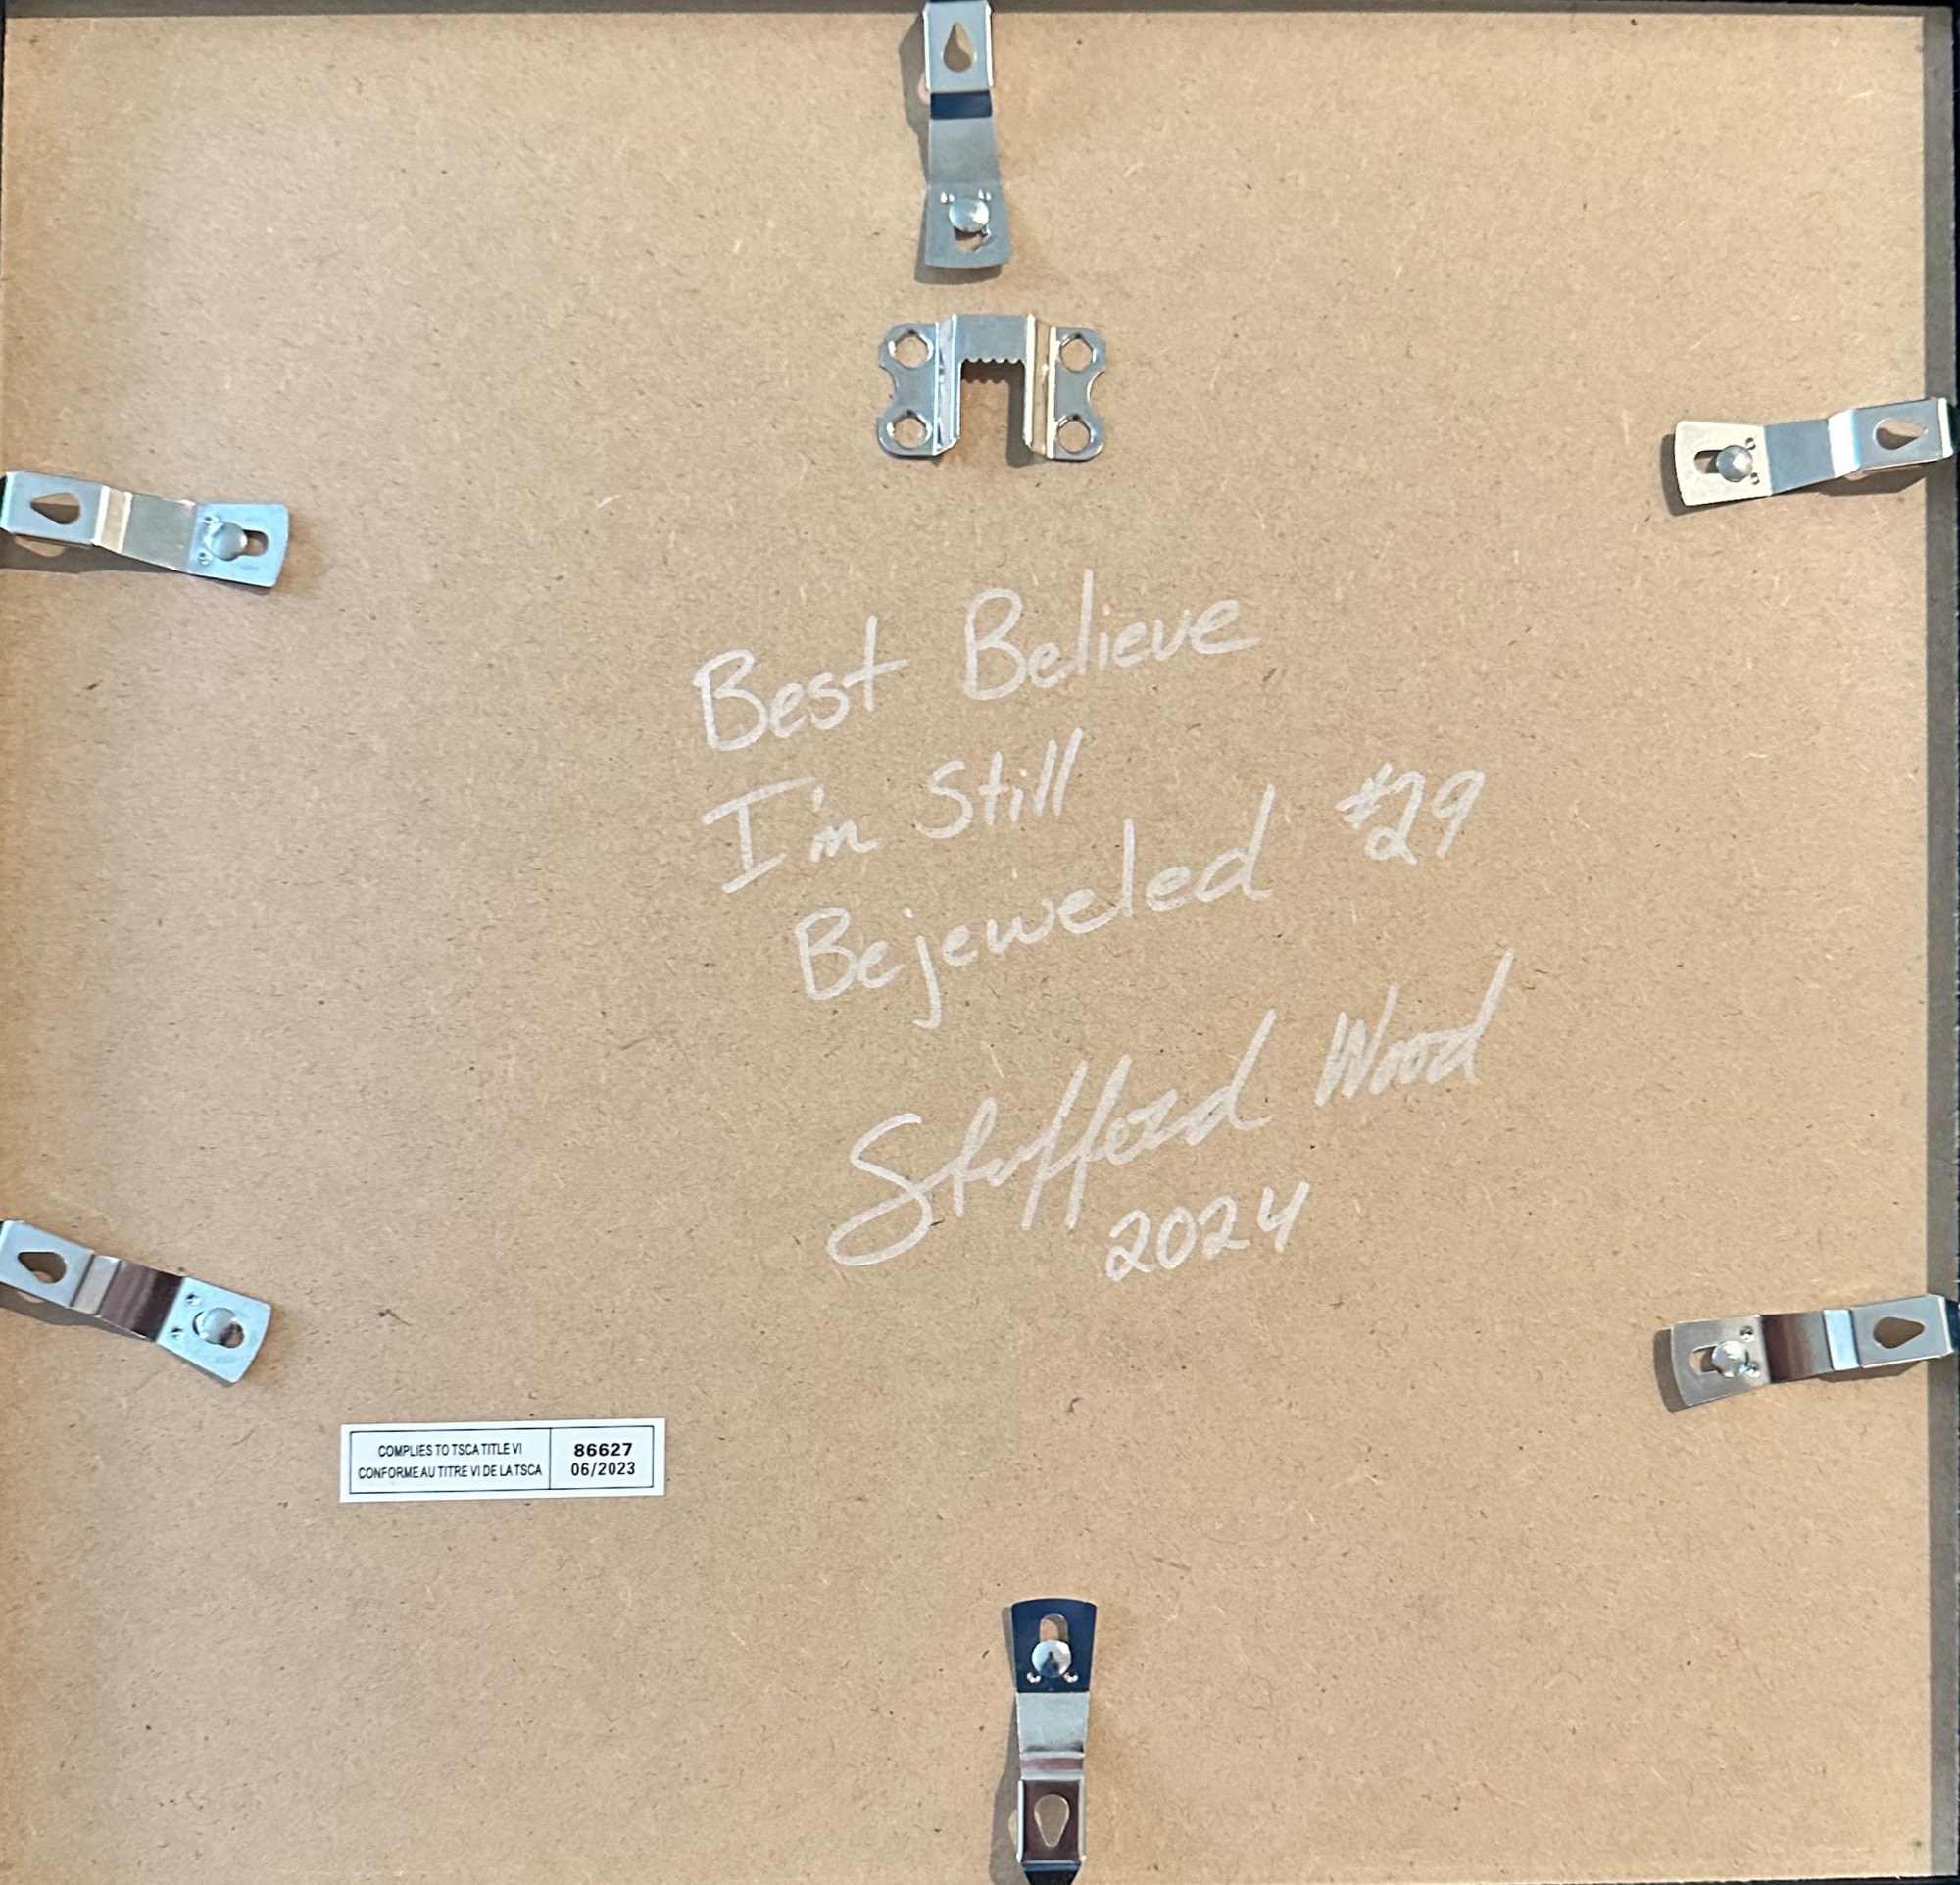 Best Believe
I'm Still
Bejeweled #29
Stafford Wood
2024
COMPLIES TO TSCA TITLE VI
CONFORME AU TITRE VI DE LA TSCA
86627
06/2023